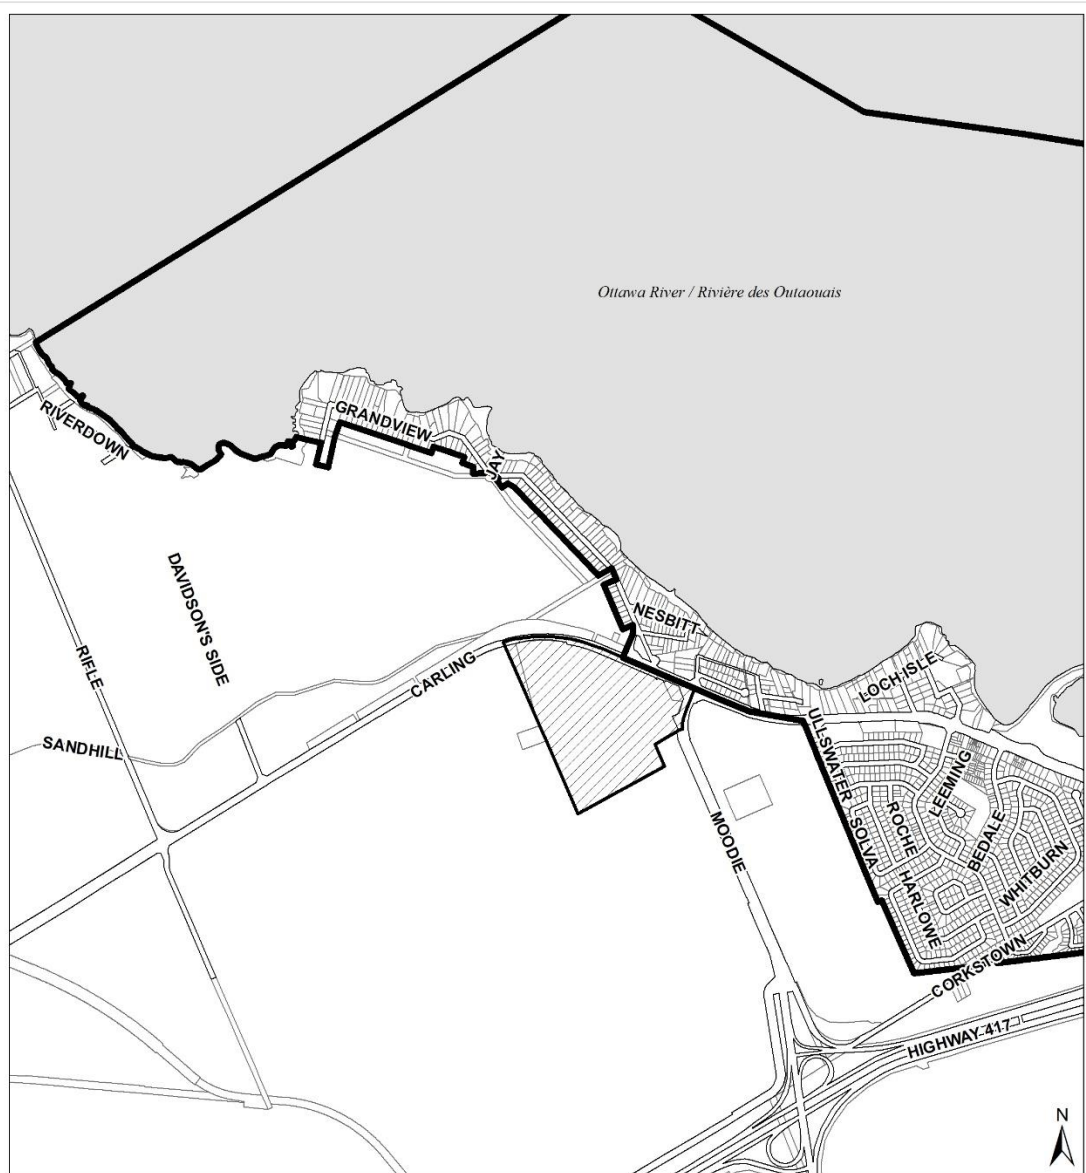 Ottawa River / Rivière des Outaouais
RIVERDOWN
GRANDVIEW
JAY
DAVIDSON'S SIDE
NESBITT
RIFLE
CARLING
LOCH ISLE
SANDHILL
ULLSWATER
LEEMING
MOODIE
SOLVA
ROCHE
BEDALE
WHITBURN
HARLOWE
CORKSTOWN
HIGHWAY 417
N